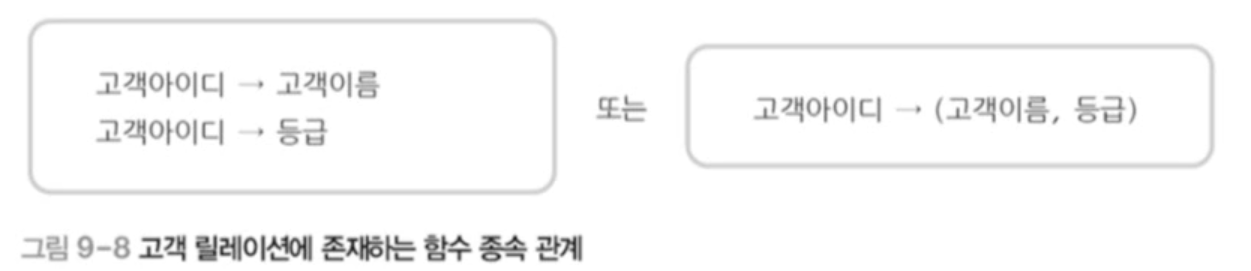 고객아이디 → 고객이름
고객아이디 → 등급
또는
고객아이디 → (고객이름, 등급)
그림 9-8 고객 릴레이션에 존재하는 함수 종속 관계